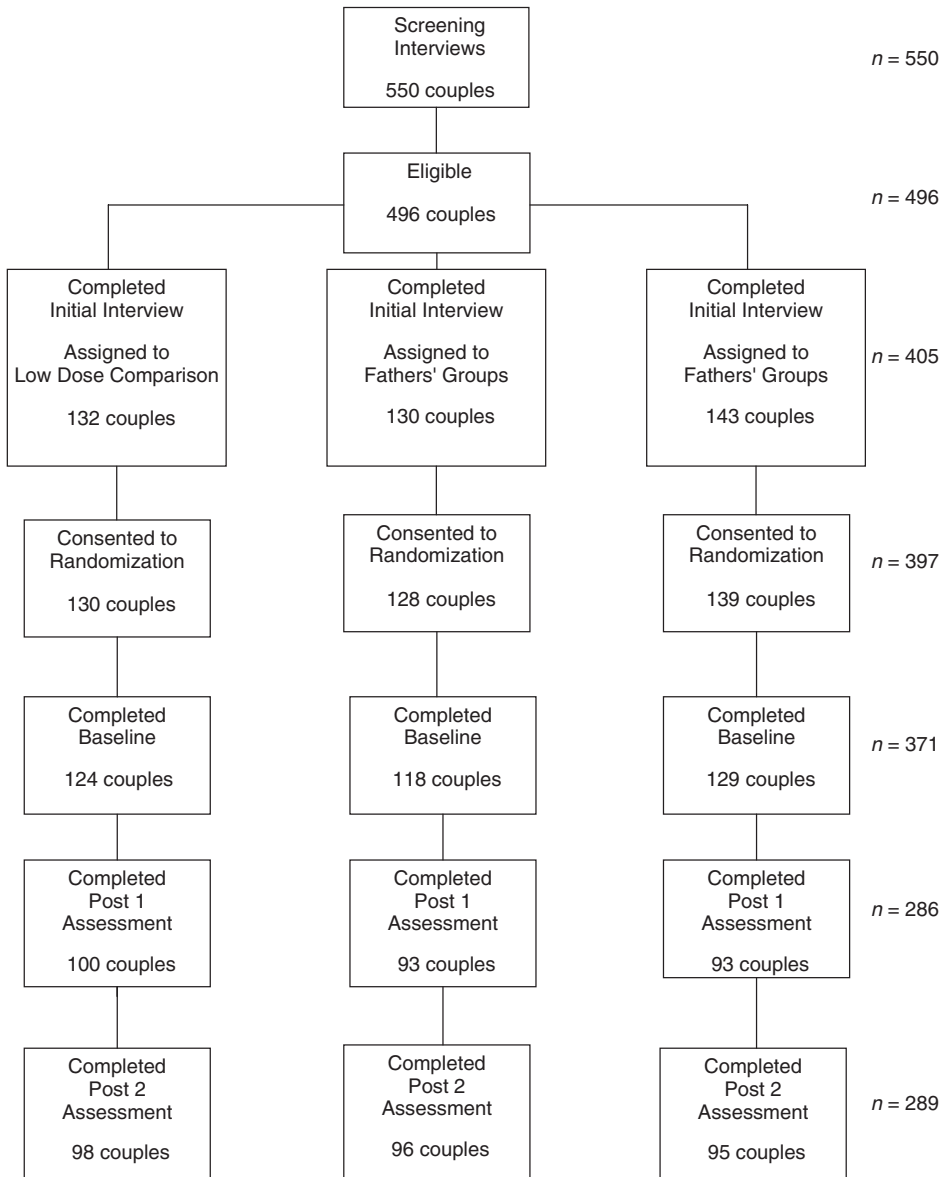 Screening
Interviews
550 couples
n = 550
Eligible
496 couples
n = 496
Completed
Initial Interview
Assigned to
Low Dose Comparison
132 couples
Completed
Initial Interview
Assigned to
Fathers' Groups
130 couples
Completed
Initial Interview
Assigned to
Fathers' Groups
143 couples
n = 405
Consented to
Randomization
130 couples
Consented to
Randomization
128 couples
Consented to
Randomization
139 couples
n = 397
Completed
Baseline
124 couples
Completed
Baseline
118 couples
Completed
Baseline
129 couples
n = 371
Completed
Post 1
Assessment
100 couples
Completed
Post 1
Assessment
93 couples
Completed
Post 1
Assessment
93 couples
n = 286
Completed
Post 2
Assessment
98 couples
Completed
Post 2
Assessment
96 couples
Completed
Post 2
Assessment
95 couples
n = 289